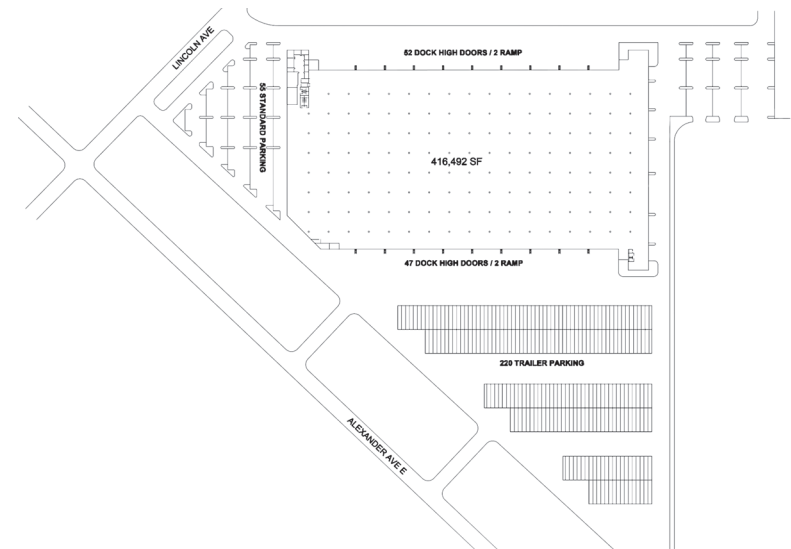 LINCOLN AVE
52 DOCK HIGH DOORS / 2 RAMP
55 STANDARD PARKING
416,492 SF
47 DOCK HIGH DOORS / 2 RAMP
220 TRAILER PARKING
ALEXANDER AVE E